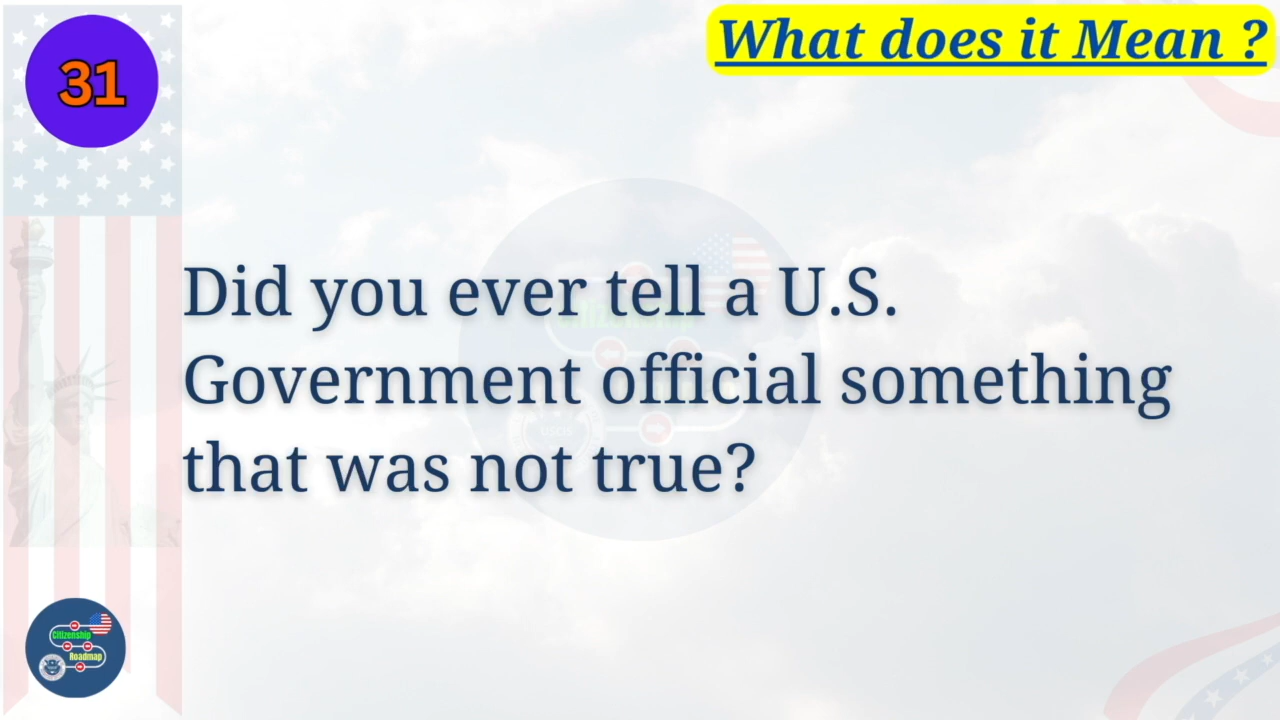 31
What does it Mean ?
Did you ever tell a U.S.
Government official something
that was not true?
Citizenship
Roadmap